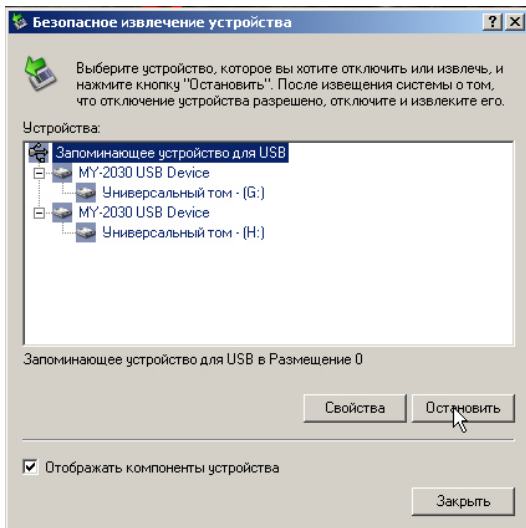 Безопасное извлечение устройства
Выберите устройство, которое вы хотите отключить или извлечь, и
нажмите кнопку "Остановить". После извещения системы о том,
что отключение устройства разрешено, отключите и извлеките его.
Устройства:
Запоминающее устройство для USB
MY-2030 USB Device
Универсальный том - (G:)
MY-2030 USB Device
Универсальный том - (H:)
Запоминающее устройство для USB в Размещение 0
Свойства
Остановить
Отображать компоненты устройства
Закрыть